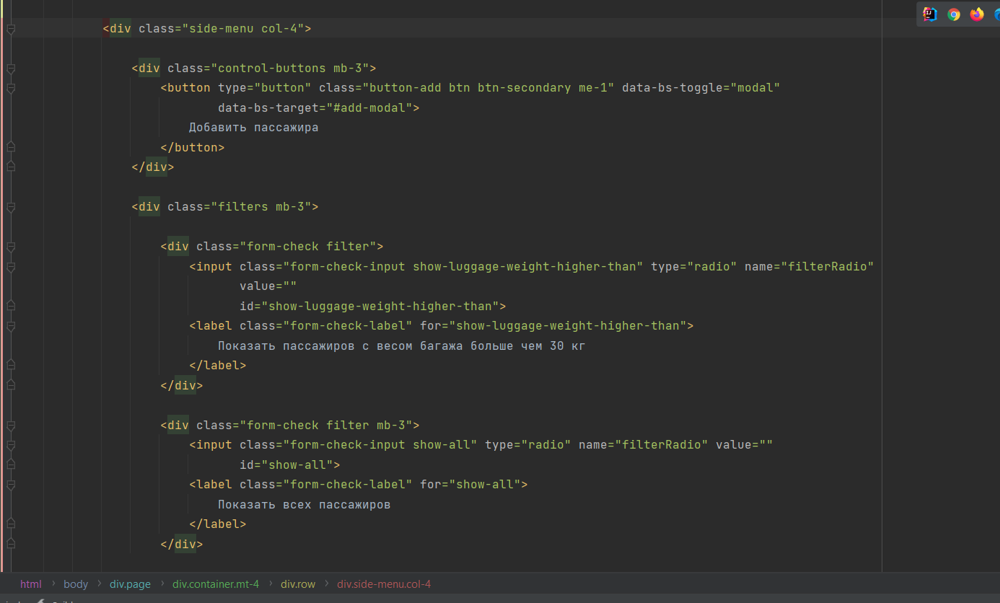 <div class="side-menu col-4">
<div class="control-buttons mb-3">
<button type="button" class="button-add btn btn-secondary me-1" data-bs-toggle="modal"
data-bs-target="#add-modal">
Добавить пассажира
</button>
</div>
<div class="filters mb-3">
<div class="form-check filter">
<input class="form-check-input show-luggage-weight-higher-than" type="radio" name="filterRadio"
value=""
id="show-luggage-weight-higher-than">
<label class="form-check-label" for="show-luggage-weight-higher-than">
Показать пассажиров с весом багажа больше чем 30 кг
</label>
</div>
<div class="form-check filter mb-3">
<input class="form-check-input show-all" type="radio" name="filterRadio" value=""
id="show-all">
<label class="form-check-label" for="show-all">
Показать всех пассажиров
</label>
</div>
html › body › div.page › div.container.mt-4 › div.row › div.side-menu.col-4